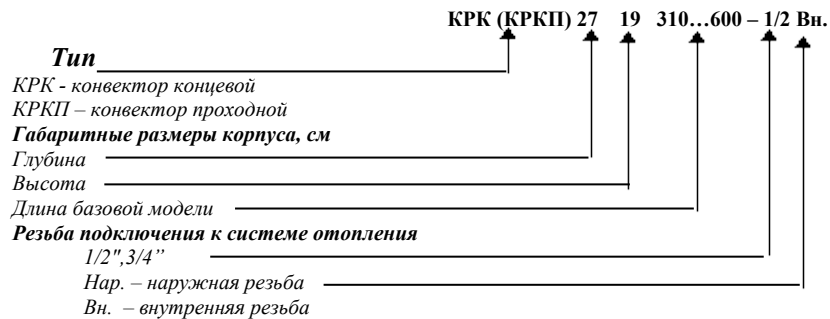 КРК (КРКП) 27 19 310…600 – 1/2 Вн.
Тип
КРК - конвектор концевой
КРКП – конвектор проходной
Габаритные размеры корпуса, см
Глубина
Высота
Длина базовой модели
Резьба подключения к системе отопления
1/2",3/4”
Нар. – наружная резьба
Вн. – внутренняя резьба